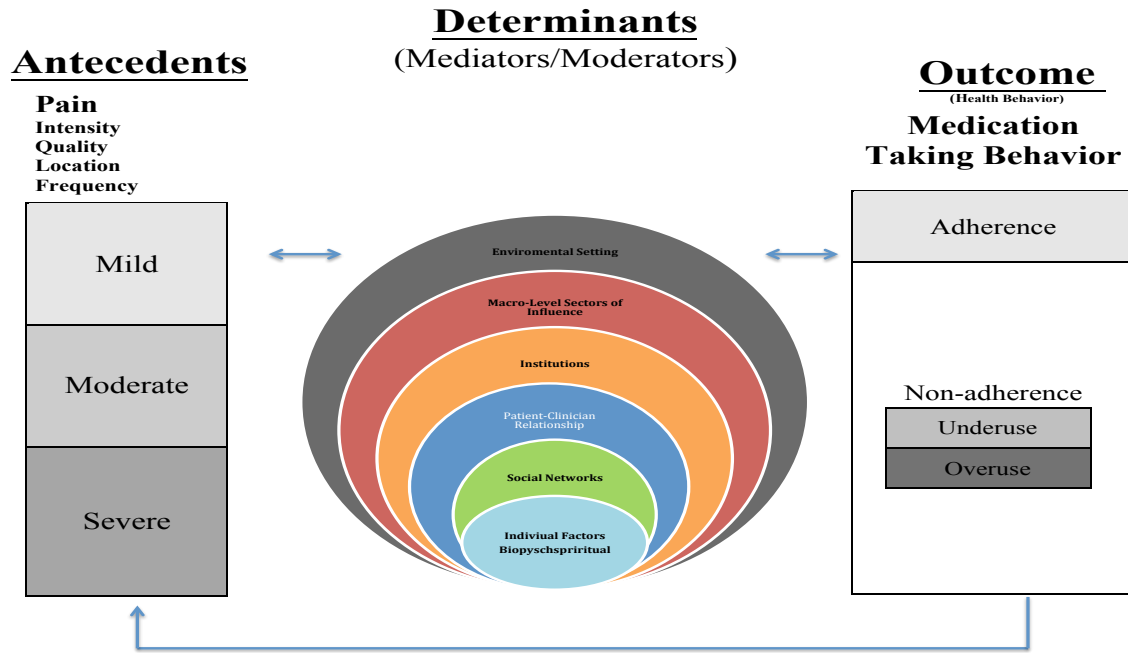 Antecedents
Pain
Intensity
Quality
Location
Frequency
Mild
Moderate
Severe
Determinants
(Mediators/Moderators)
Enviromental Setting
Macro-Level Sectors of
Influence
Institutions
Patient-Clinician
Relationship
Social Networks
Indiviual Factors
Biopyschspriritual
Outcome
(Health Behavior)
Medication
Taking Behavior
Adherence
Non-adherence
Underuse
Overuse